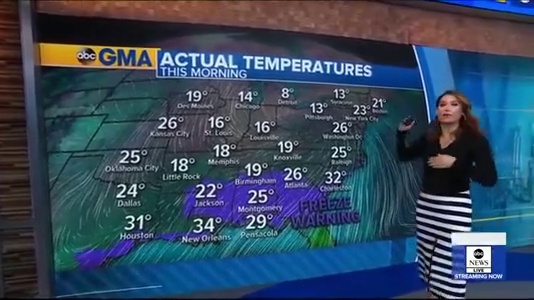 abc GMA ACTUAL TEMPERATURES
THIS MORNING
19° Des Moines
14° Chicago
8° Detroit
13° Syracuse
13° Pittsburgh
23° New York City
21° Boston
26° Kansas City
16° St. Louis
16° Louisville
26° Washington DC
25° Oklahoma City
18° Little Rock
18° Memphis
19° Knoxville
25° Raleigh
24° Dallas
22° Jackson
19° Birmingham
26° Atlanta
32° Charleston
25° Montgomery
FREEZE
WARNING
31° Houston
34° New Orleans
29° Pensacola
abc
NEWS
LIVE
STREAMING NOW